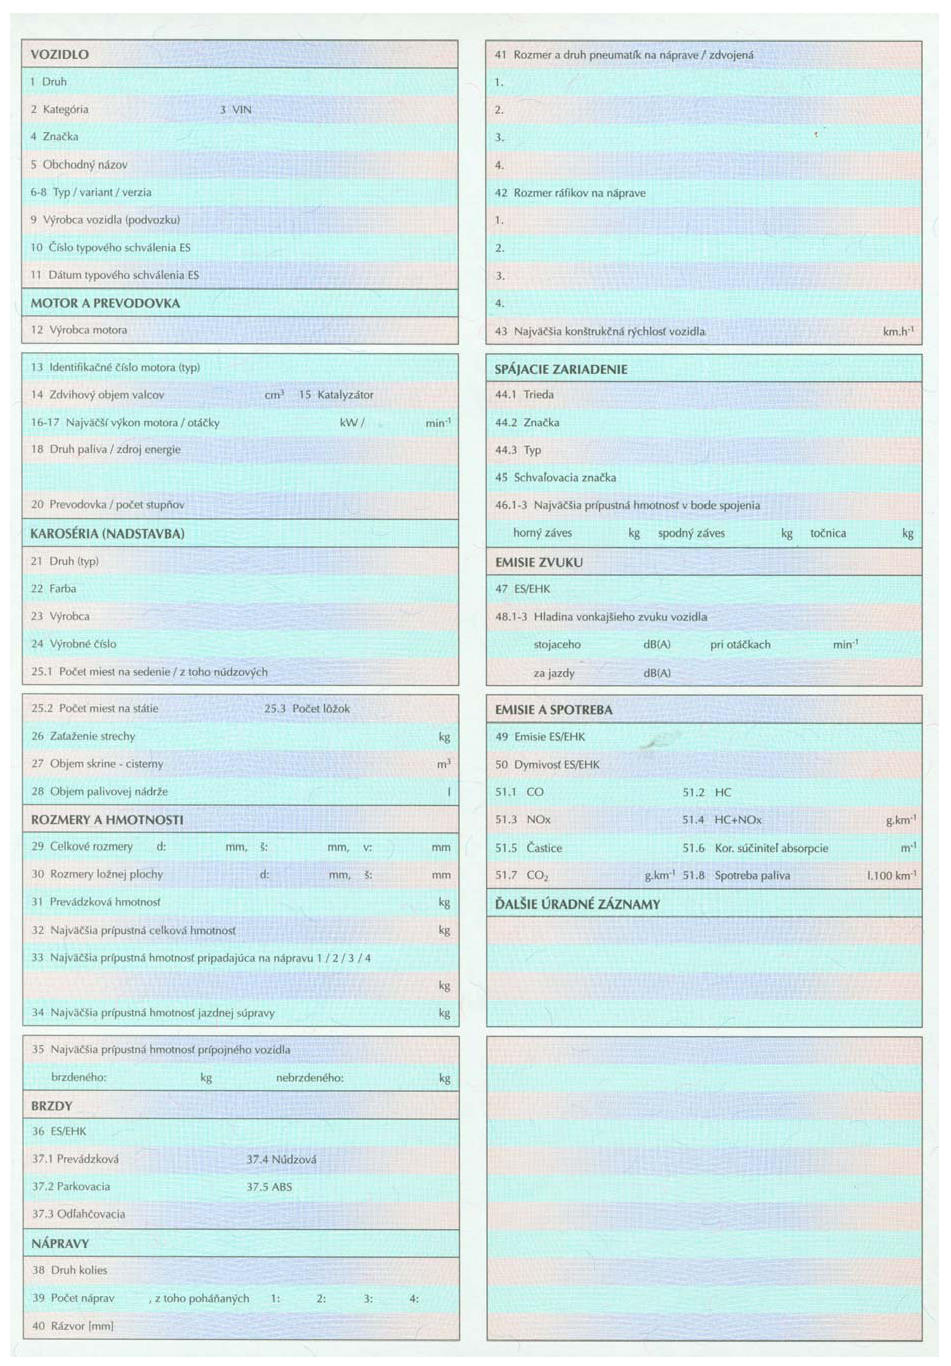 VOZIDLO
1 Druh
2 Kategória 3 VIN
4 Značka
5 Obchodný názov
6-8 Typ / variant / verzia
9 Výrobca vozidla (podvozku)
10 Číslo typového schválenia ES
11 Dátum typového schválenia ES
MOTOR A PREVODOVKA
12 Výrobca motora
13 Identifikačné číslo motora (typ)
14 Zdvihový objem valcov cm³ 15 Katalyzátor
16-17 Najväčší výkon motora / otáčky kW / min⁻¹
18 Druh paliva / zdroj energie
20 Prevodovka / počet stupňov
KAROSÉRIA (NADSTAVBA)
21 Druh (typ)
22 Farba
23 Výrobca
24 Výrobné číslo
25.1 Počet miest na sedenie / z toho núdzových
25.2 Počet miest na státie 25.3 Počet lôžok
26 Zaťaženie strechy kg
27 Objem skrine - cisterny m³
28 Objem palivovej nádrže l
ROZMERY A HMOTNOSTI
29 Celkové rozmery d: mm, š: mm, v: mm
30 Rozmery ložnej plochy d: mm, š: mm
31 Prevádzková hmotnosť kg
32 Najväčšia prípustná celková hmotnosť kg
33 Najväčšia prípustná hmotnosť pripadajúca na nápravu 1 / 2 / 3 / 4
kg
34 Najväčšia prípustná hmotnosť jazdnej súpravy kg
35 Najväčšia prípustná hmotnosť prípojného vozidla
brzdeného: kg nebrzdeného: kg
BRZDY
36 ES/EHK
37.1 Prevádzková 37.4 Núdzová
37.2 Parkovacia 37.5 ABS
37.3 Odľahčovacia
NÁPRAVY
38 Druh kolies
39 Počet náprav , z toho poháňaných 1: 2: 3: 4:
40 Rázvor [mm]
41 Rozmer a druh pneumatík na náprave / zdvojená
1.
2.
3.
4.
42 Rozmer ráfikov na náprave
1.
2.
3.
4.
43 Najväčšia konštrukčná rýchlosť vozidla km.h⁻¹
SPÁJACIE ZARIADENIE
44.1 Trieda
44.2 Značka
44.3 Typ
45 Schvaľovacia značka
46.1-3 Najväčšia prípustná hmotnosť v bode spojenia
horný záves kg spodný záves kg točnica kg
EMISIE ZVUKU
47 ES/EHK
48.1-3 Hladina vonkajšieho zvuku vozidla
stojaceho dB(A) pri otáčkach min⁻¹
za jazdy dB(A)
EMISIE A SPOTREBA
49 Emisie ES/EHK
50 Dymivosť ES/EHK
51.1 CO 51.2 HC
51.3 NOx 51.4 HC+NOx g.km⁻¹
51.5 Častice 51.6 Kor. súčiniteľ absorpcie m⁻¹
51.7 CO₂ g.km⁻¹ 51.8 Spotreba paliva l.100 km⁻¹
ĎALŠIE ÚRADNÉ ZÁZNAMY